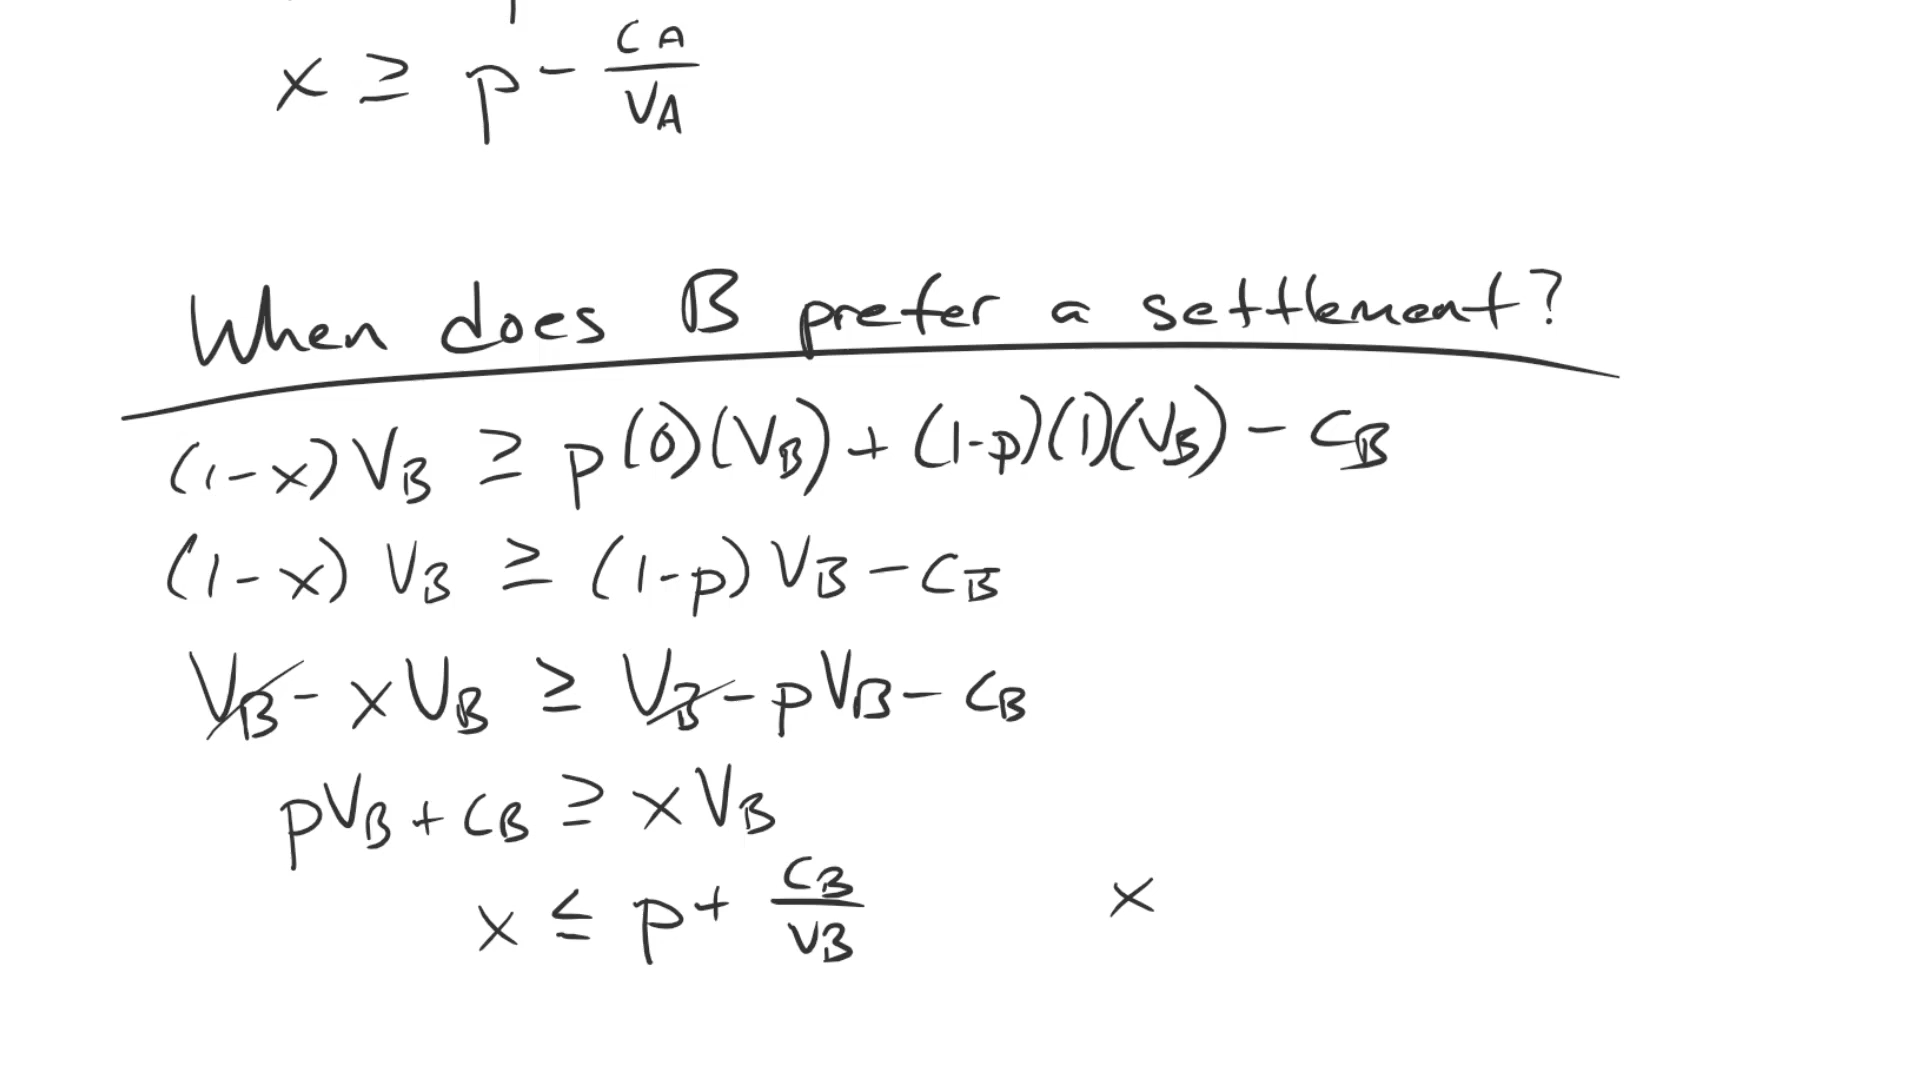 x ≥ p - CA/VA
When does B prefer a settlement?
(1-x) VB ≥ p(0)(VB) + (1-p)(1)(VB) - CB
(1-x) VB ≥ (1-p) VB - CB
VB - xVB ≥ VB - pVB - CB
pVB + CB ≥ xVB
x ≤ p + CB/VB x